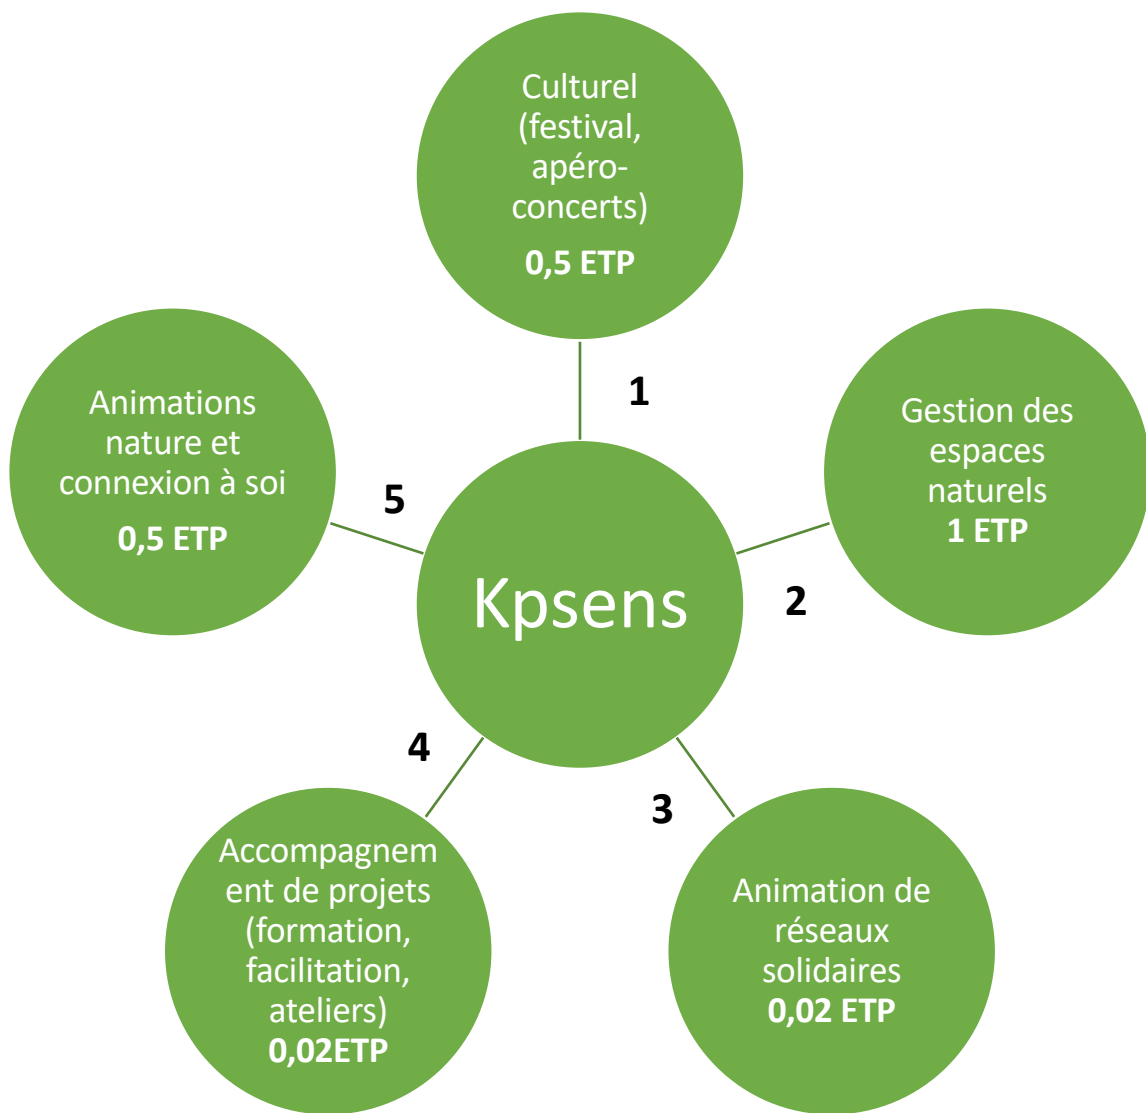 Culturel
(festival,
apéro-
concerts)
0,5 ETP
1
Gestion des
espaces
naturels
1 ETP
2
Animation de
réseaux
solidaires
0,02 ETP
3
Accompagnem
ent de projets
(formation,
facilitation,
ateliers)
0,02ETP
4
Animations
nature et
connexion à soi
0,5 ETP
5
Kpsens